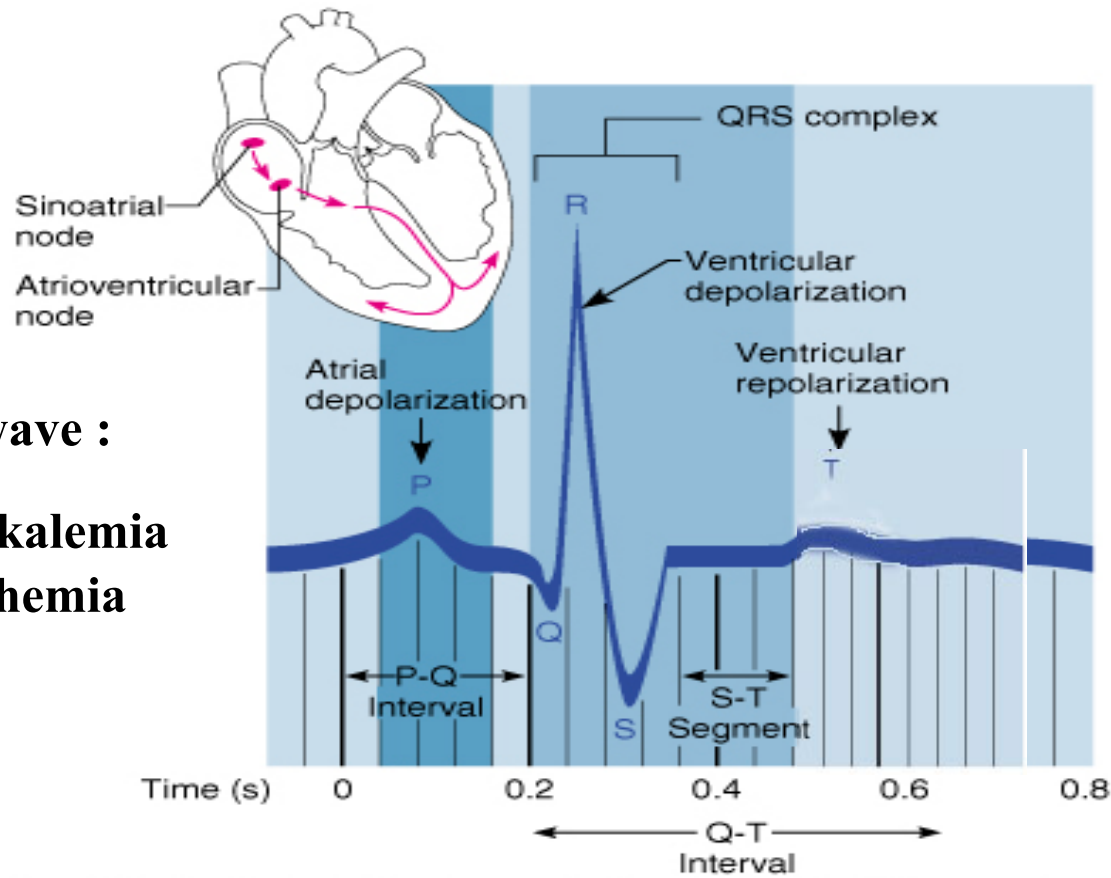 QRS complex
R
Sinoatrial
node
Ventricular
depolarization
Atrioventricular
node
Ventricular
repolarization
Atrial
depolarization
wave :
P
T
kalemia
hemia
Q
P-Q
Interval
S-T
Segment
S
Time (s) 0 0.2 0.4 0.6 0.8
Q-T
Interval